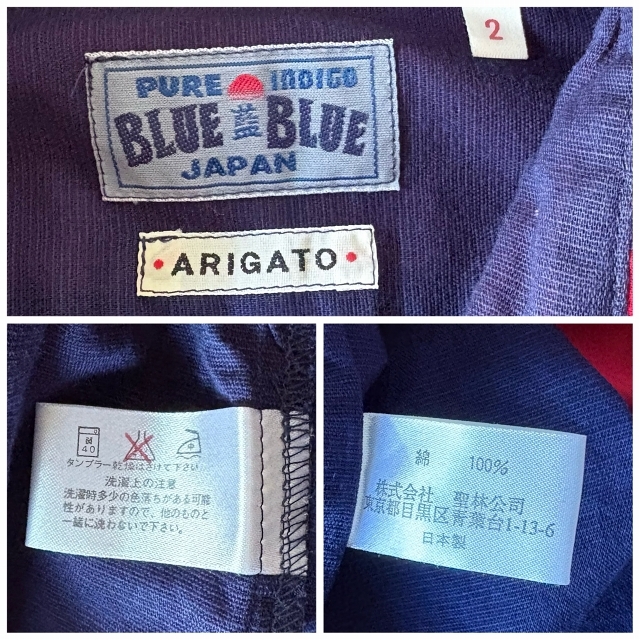 2
PURE INDIGO
BLUE 藍 BLUE
JAPAN
• ARIGATO •
弱
40
中
タンブラー乾燥はさけて下さい。
洗濯上の注意
洗濯時多少の色落ちがある可能
性がありますので、他のものと
一緒に洗わないで下さい。
綿 100%
株式会社 聖林公司
東京都目黒区青葉台1-13-6
日本製